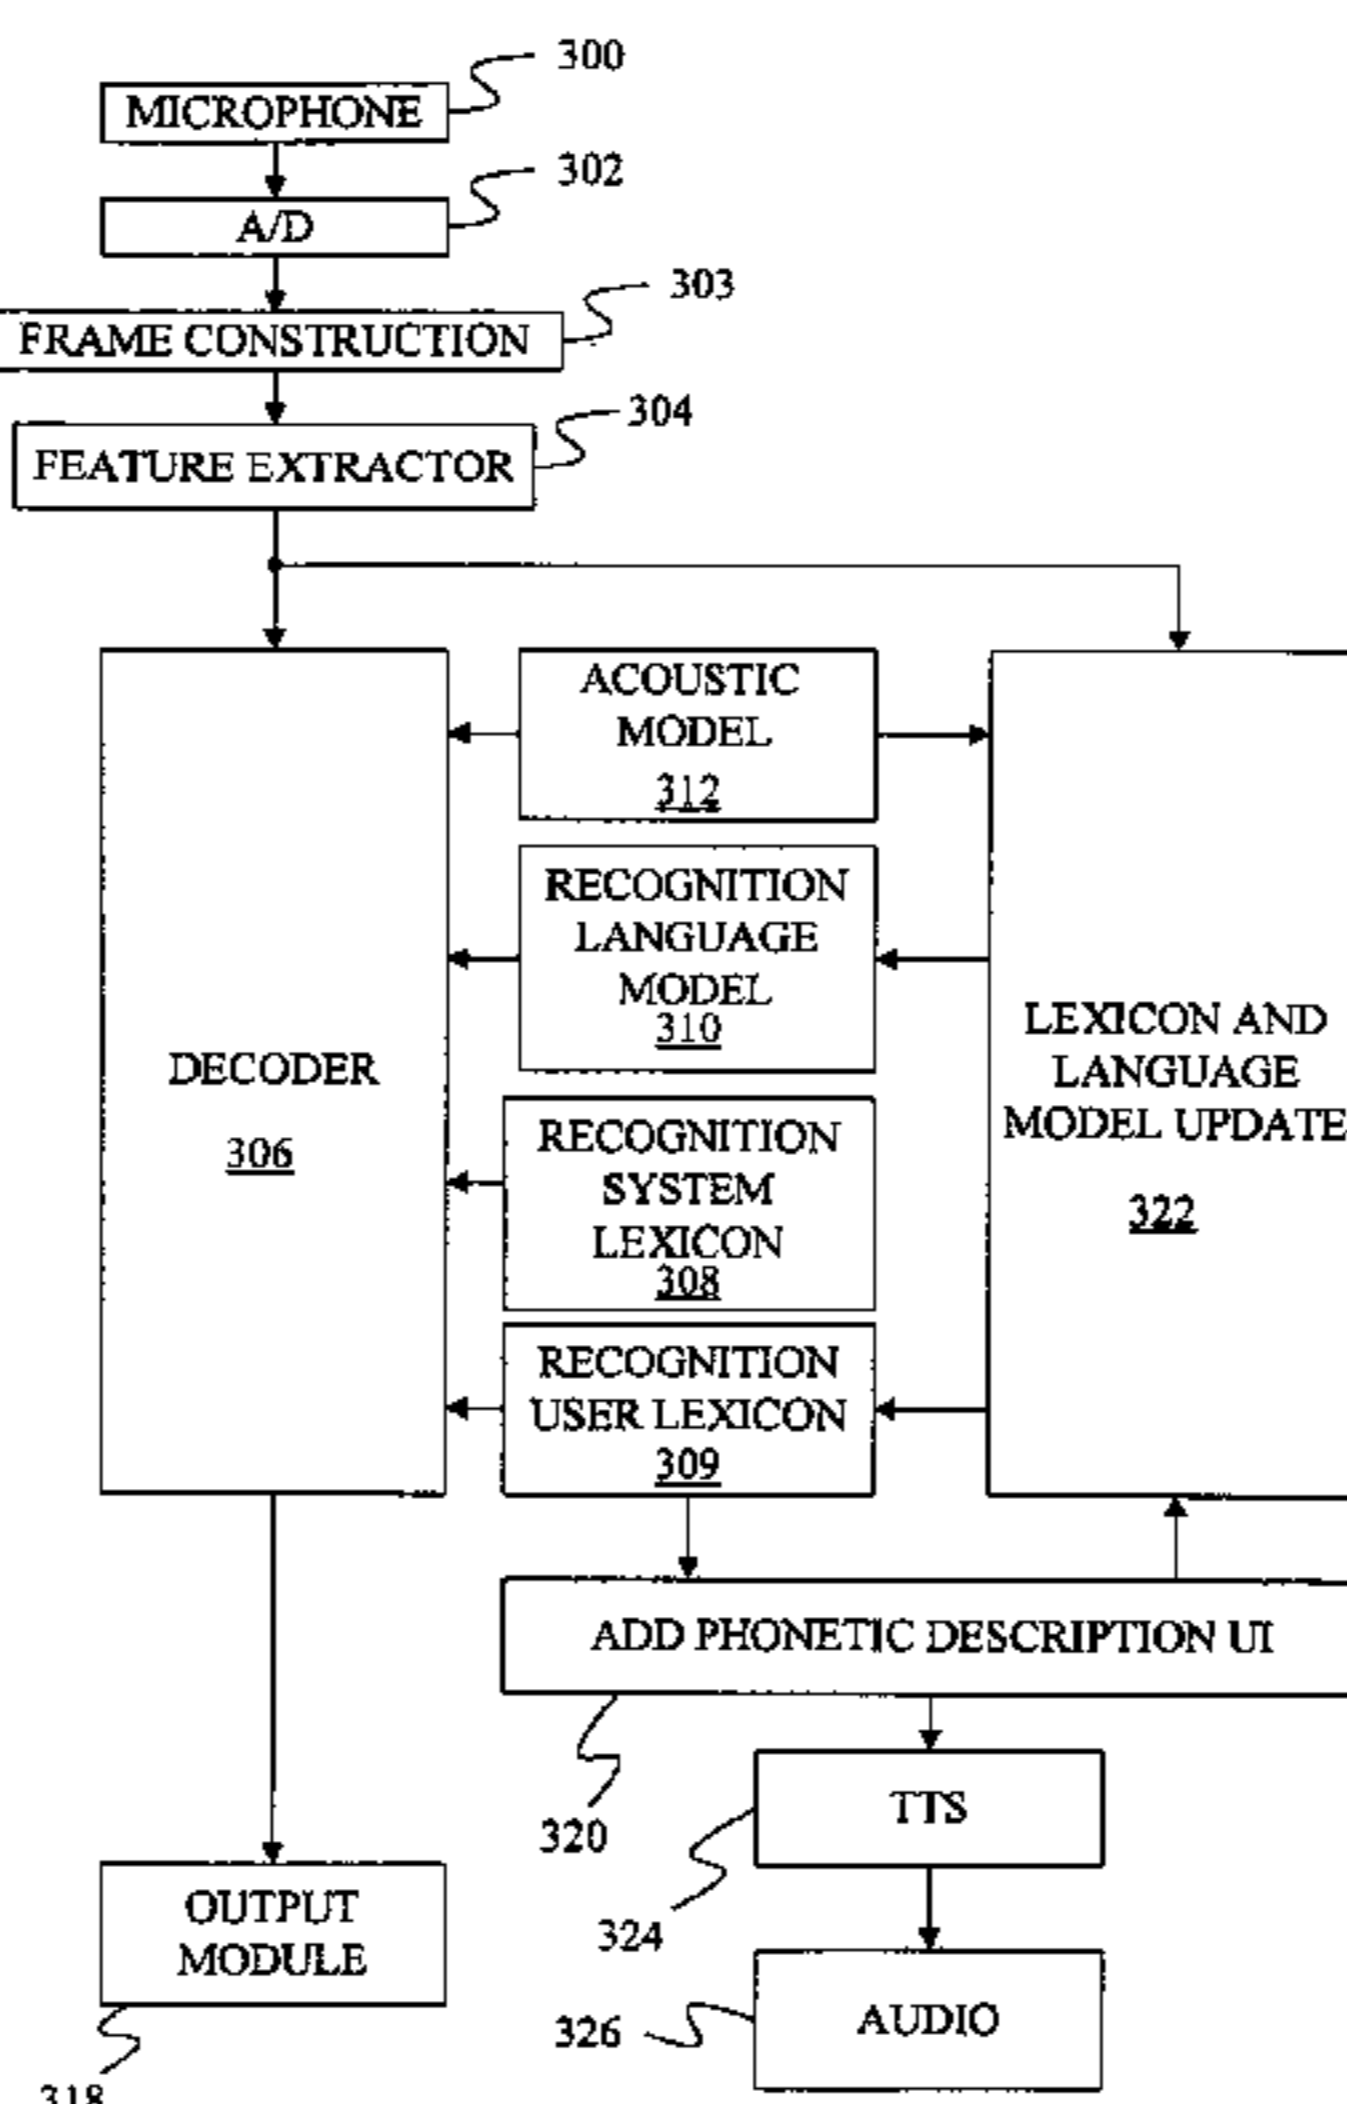 300
MICROPHONE
302
A/D
303
FRAME CONSTRUCTION
304
FEATURE EXTRACTOR
ACOUSTIC
MODEL
312
RECOGNITION
LANGUAGE
MODEL
310
DECODER
306
LEXICON AND
LANGUAGE
MODEL UPDATE
322
RECOGNITION
SYSTEM
LEXICON
308
RECOGNITION
USER LEXICON
309
ADD PHONETIC DESCRIPTION UI
320
TTS
324
OUTPUT
MODULE
318
AUDIO
326